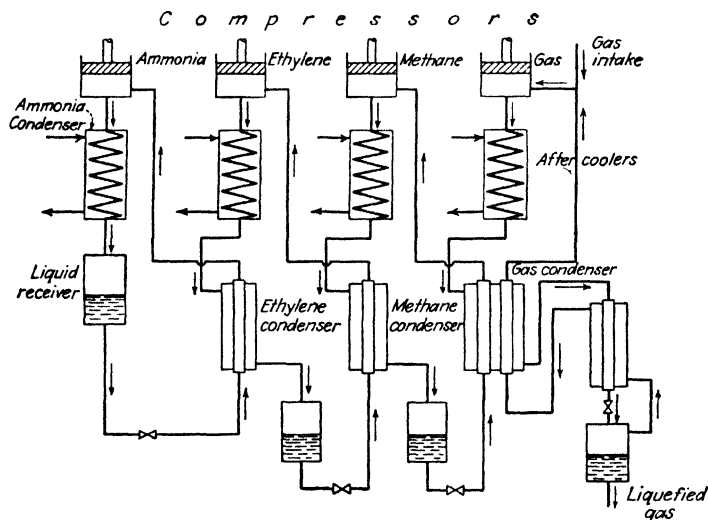 Compressors
Ammonia
Ethylene
Methane
Gas
Gas
intake
Ammonia
Condenser
After coolers
Liquid
receiver
Ethylene
condenser
Methane
condenser
Gas condenser
Liquefied
gas